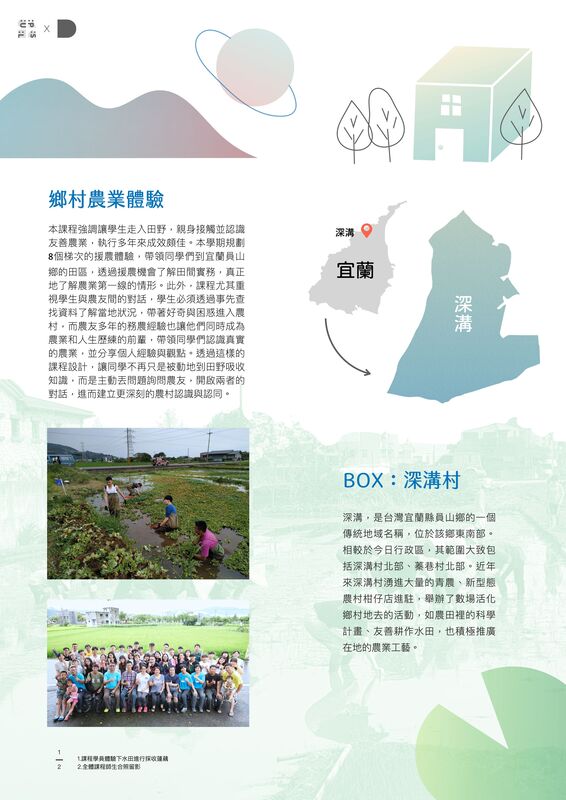 X
鄉村農業體驗
本課程強調讓學生走入田野，親身接觸並認識
友善農業，執行多年來成效頗佳。本學期規劃
8個梯次的援農體驗，帶領同學們到宜蘭員山
鄉的田區，透過援農機會了解田間實務，真正
地了解農業第一線的情形。此外，課程尤其重
視學生與農友間的對話，學生必須透過事先查
找資料了解當地狀況，帶著好奇與困惑進入農
村，而農友多年的務農經驗也讓他們同時成為
農業和人生歷練的前輩，帶領同學們認識真實
的農業，並分享個人經驗與觀點。透過這樣的
課程設計，讓同學不再只是被動地到田野吸收
知識，而是主動丟問題詢問農友，開啟兩者的
對話，進而建立更深刻的農村認識與認同。
深溝
宜蘭
深溝
BOX：深溝村
深溝，是台灣宜蘭縣員山鄉的一個
傳統地域名稱，位於該鄉東南部。
相較於今日行政區，其範圍大致包
括深溝村北部、蓁巷村北部。近年
來深溝村湧進大量的青農、新型態
農村柑仔店進駐，舉辦了數場活化
鄉村地去的活動，如農田裡的科學
計畫、友善耕作水田，也積極推廣
在地的農業工藝。
1
2
1.課程學員體驗下水田進行採收蓮藕
2.全體課程師生合照留影